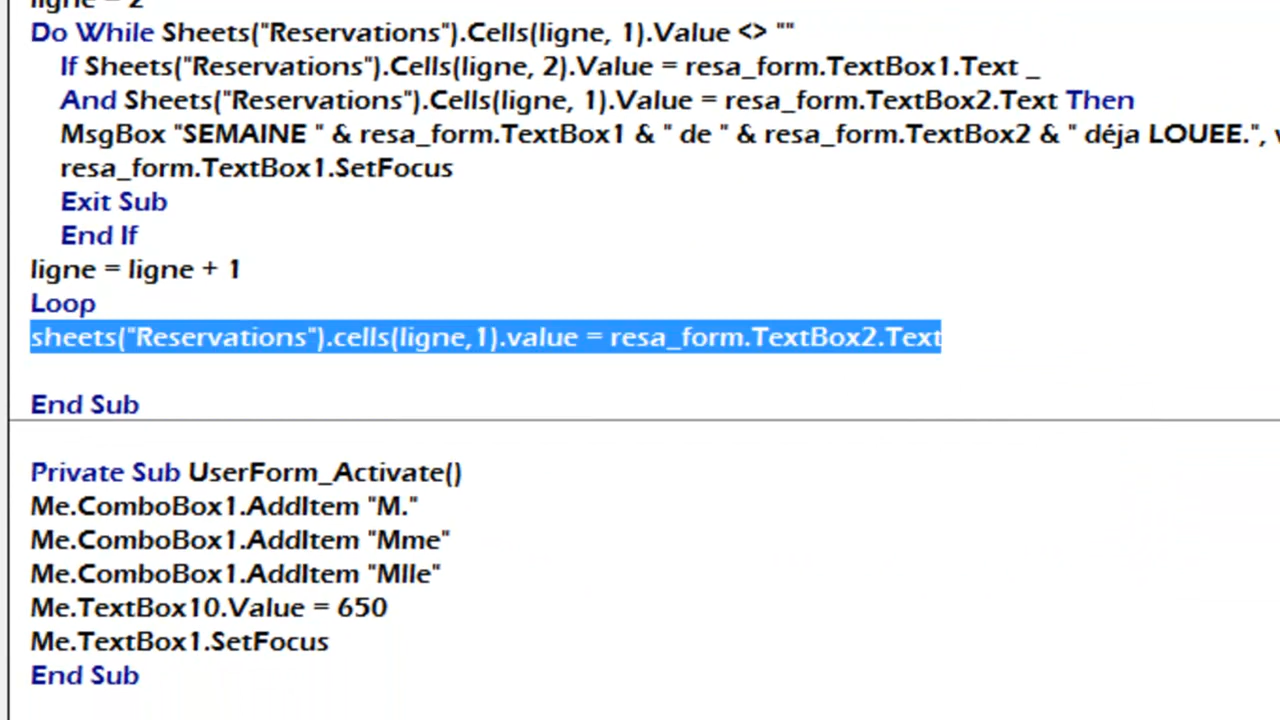 ligne = 2
Do While Sheets("Reservations").Cells(ligne, 1).Value <> ""
If Sheets("Reservations").Cells(ligne, 2).Value = resa_form.TextBox1.Text _
And Sheets("Reservations").Cells(ligne, 1).Value = resa_form.TextBox2.Text Then
MsgBox "SEMAINE " & resa_form.TextBox1 & " de " & resa_form.TextBox2 & " déja LOUEE.",
resa_form.TextBox1.SetFocus
Exit Sub
End If
ligne = ligne + 1
Loop
sheets("Reservations").cells(ligne,1).value = resa_form.TextBox2.Text
End Sub
Private Sub UserForm_Activate()
Me.ComboBox1.AddItem "M."
Me.ComboBox1.AddItem "Mme"
Me.ComboBox1.AddItem "Mlle"
Me.TextBox10.Value = 650
Me.TextBox1.SetFocus
End Sub